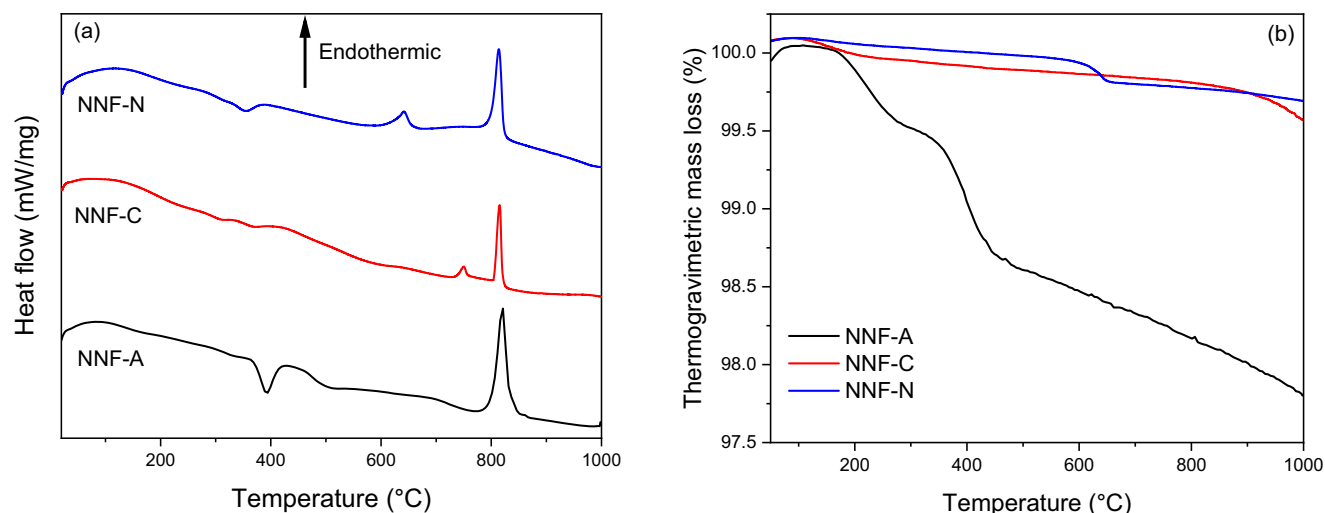 (a)
Endothermic
NNF-N
NNF-C
NNF-A
Heat flow (mW/mg)
200
400
600
800
1000
Temperature (°C)
(b)
Thermogravimetric mass loss (%)
100.0
99.5
99.0
98.5
98.0
97.5
NNF-A
NNF-C
NNF-N
200
400
600
800
1000
Temperature (°C)